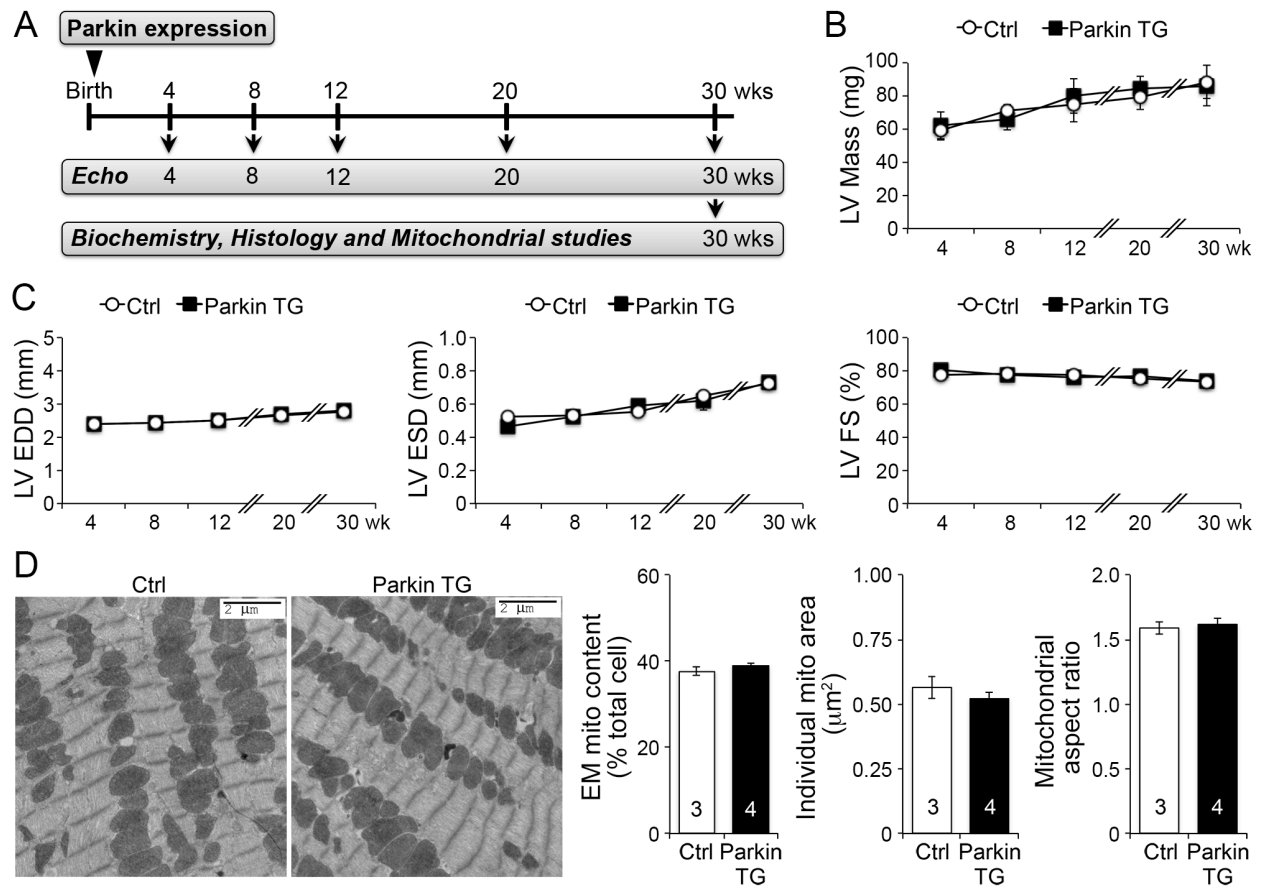 A
Parkin expression
Birth 4 8 12 20 30 wks
Echo 4 8 12 20 30 wks
Biochemistry, Histology and Mitochondrial studies 30 wks
B
Ctrl Parkin TG
LV Mass (mg)
100
80
60
40
20
0
4 8 12 20 30 wk
C
Ctrl Parkin TG
LV EDD (mm)
5
4
3
2
1
0
4 8 12 20 30 wk
Ctrl Parkin TG
LV ESD (mm)
1.0
0.8
0.6
0.4
0.2
0
4 8 12 20 30 wk
Ctrl Parkin TG
LV FS (%)
100
80
60
40
20
0
4 8 12 20 30 wk
D
Ctrl
2 μm
Parkin TG
2 μm
EM mito content
(% total cell)
60
40
20
0
3 4
Ctrl Parkin
TG
Individual mito area
(μm²)
1.00
0.75
0.50
0.25
0
3 4
Ctrl Parkin
TG
Mitochondrial
aspect ratio
2.0
1.5
1.0
0.5
0
3 4
Ctrl Parkin
TG